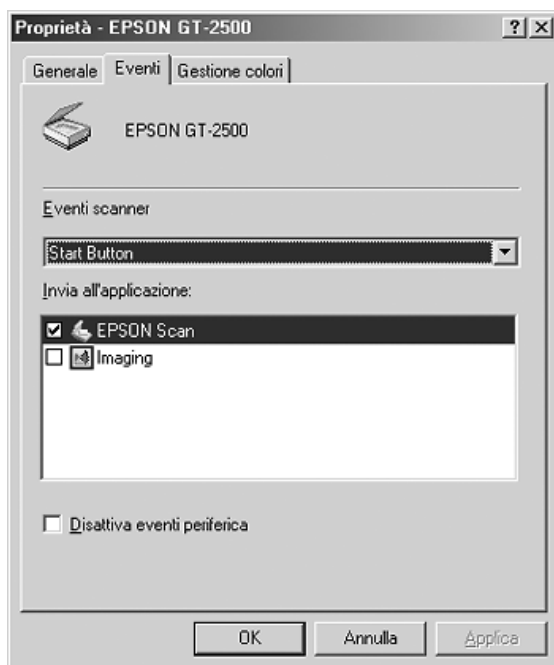 Proprietà - EPSON GT-2500
Generale Eventi Gestione colori
EPSON GT-2500
Eventi scanner
Start Button
Invia all'applicazione:
EPSON Scan
Imaging
Disattiva eventi periferica
OK Annulla Applica